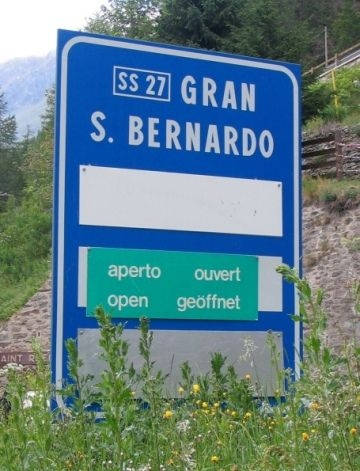 SS 27 GRAN
S. BERNARDO
aperto ouvert
open geöffnet